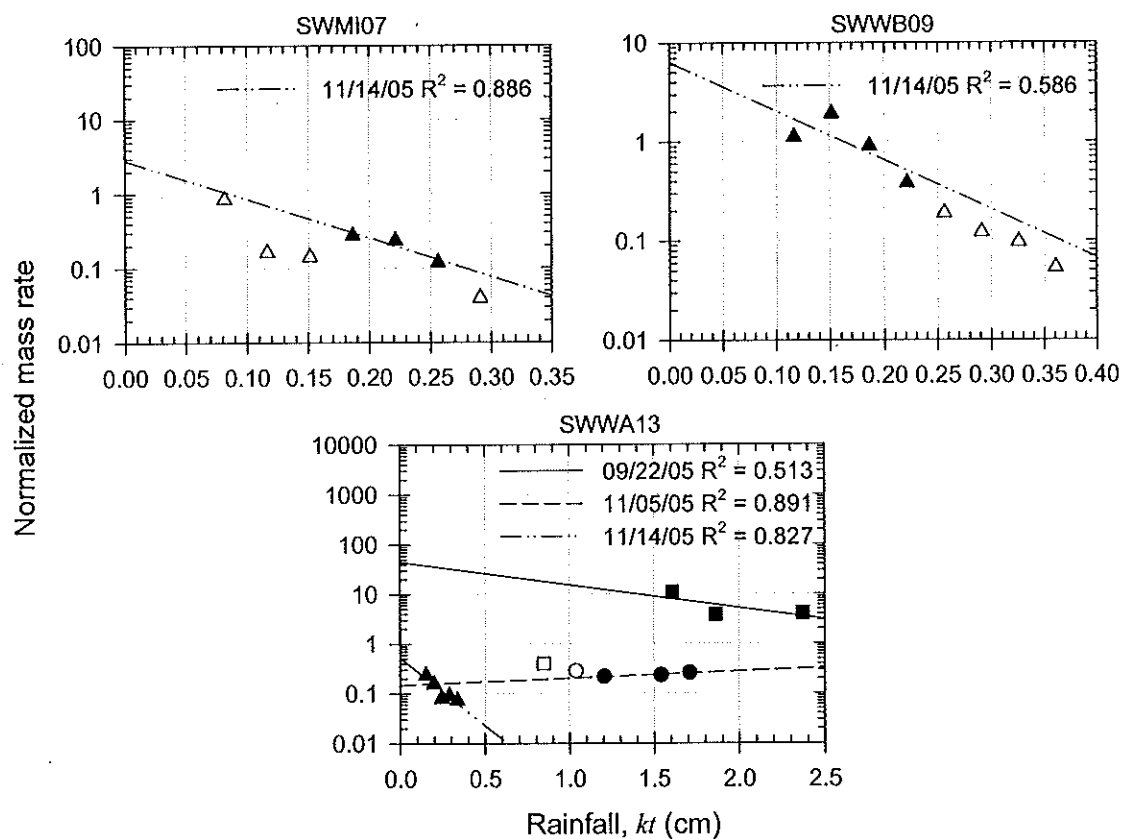 SWMI07
11/14/05 R² = 0.886
100
10
1
0.1
0.01
0.00 0.05 0.10 0.15 0.20 0.25 0.30 0.35
SWWB09
11/14/05 R² = 0.586
10
1
0.1
0.01
0.00 0.05 0.10 0.15 0.20 0.25 0.30 0.35 0.40
Normalized mass rate
SWWA13
09/22/05 R² = 0.513
11/05/05 R² = 0.891
11/14/05 R² = 0.827
10000
1000
100
10
1
0.1
0.01
0.0 0.5 1.0 1.5 2.0 2.5
Rainfall, kt (cm)